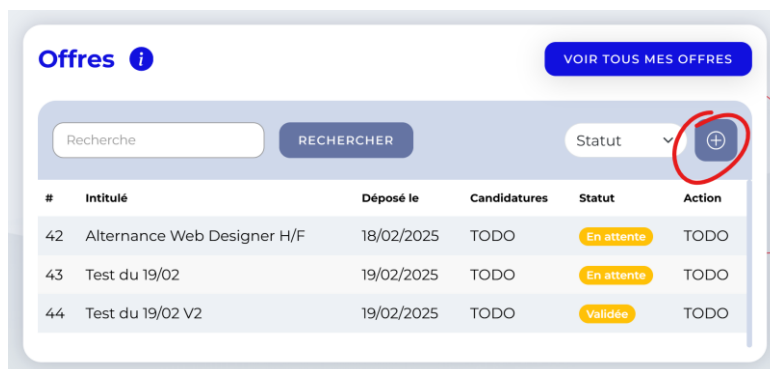 Offres i
VOIR TOUS MES OFFRES
Recherche RECHERCHER Statut
# Intitulé Déposé le Candidatures Statut Action
42 Alternance Web Designer H/F 18/02/2025 TODO En attente TODO
43 Test du 19/02 19/02/2025 TODO En attente TODO
44 Test du 19/02 V2 19/02/2025 TODO Validée TODO